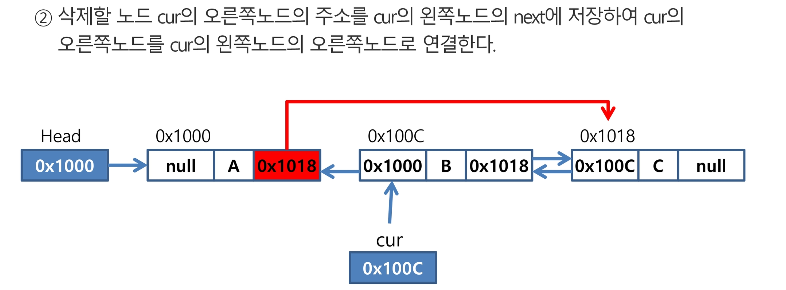 ② 삭제할 노드 cur의 오른쪽노드의 주소를 cur의 왼쪽노드의 next에 저장하여 cur의
오른쪽노드를 cur의 왼쪽노드의 오른쪽노드로 연결한다.
Head 0x1000 0x100C 0x1018
0x1000 null A 0x1018 0x1000 B 0x1018 0x100C C null
cur
0x100C